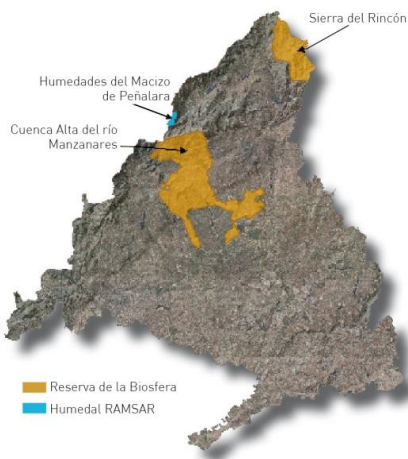 Sierra del Rincón
Humedades del Macizo
de Peñalara
Cuenca Alta del río
Manzanares
Reserva de la Biosfera
Humedal RAMSAR